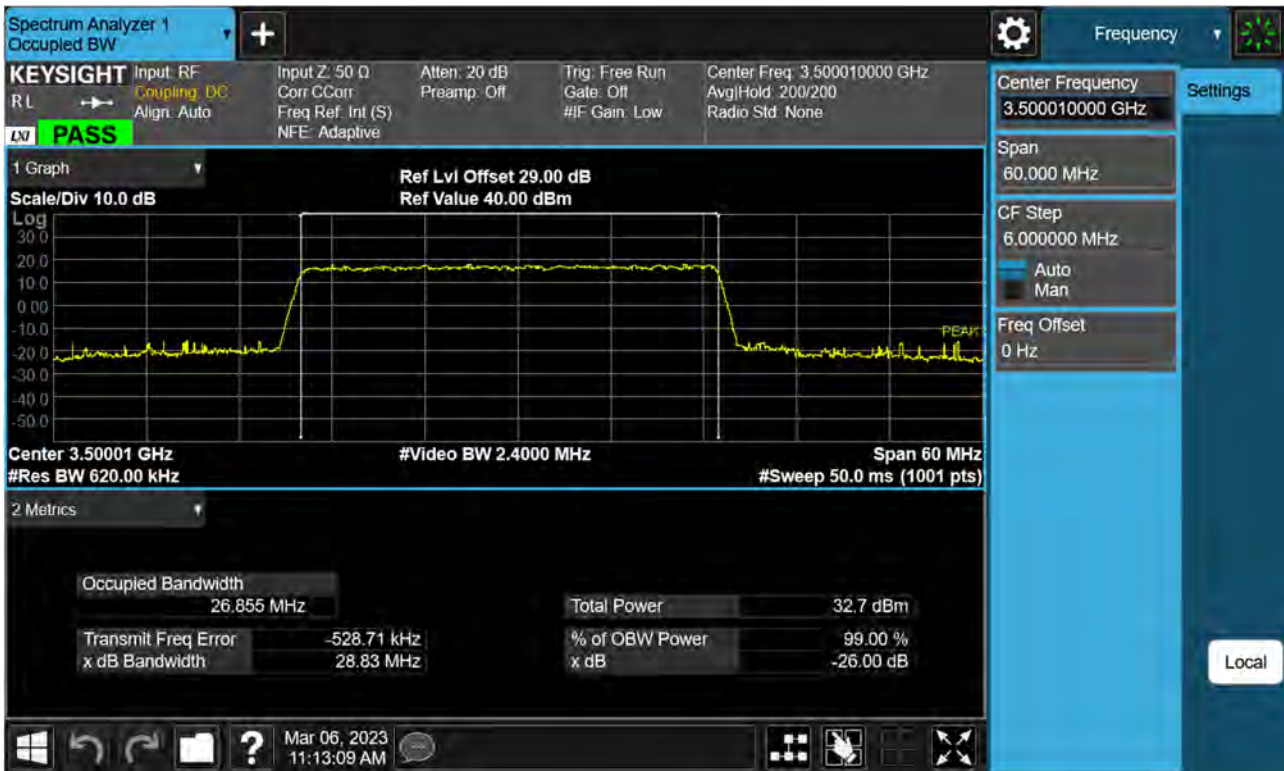 Spectrum Analyzer 1
Occupied BW
+
Frequency
KEYSIGHT
R L
LXI
PASS
Input: RF
Coupling: DC
Align: Auto
Input Z: 50 Ω
Corr CCorr
Freq Ref: Int (S)
NFE: Adaptive
Atten: 20 dB
Preamp: Off
Trig: Free Run
Gate: Off
#IF Gain: Low
Center Freq: 3.500010000 GHz
Avg|Hold: 200/200
Radio Std: None
Center Frequency
3.500010000 GHz
Settings
Span
60.000 MHz
CF Step
6.000000 MHz
Auto
Man
Freq Offset
0 Hz
Local
1 Graph
Scale/Div 10.0 dB
Ref Lvl Offset 29.00 dB
Ref Value 40.00 dBm
Log
30.0
20.0
10.0
0.00
-10.0
-20.0
-30.0
-40.0
-50.0
PEAK
Center 3.50001 GHz
#Video BW 2.4000 MHz
Span 60 MHz
#Res BW 620.00 kHz
#Sweep 50.0 ms (1001 pts)
2 Metrics
Occupied Bandwidth
26.855 MHz
Total Power 32.7 dBm
Transmit Freq Error -528.71 kHz
% of OBW Power 99.00 %
x dB Bandwidth 28.83 MHz
x dB -26.00 dB
?
Mar 06, 2023
11:13:09 AM